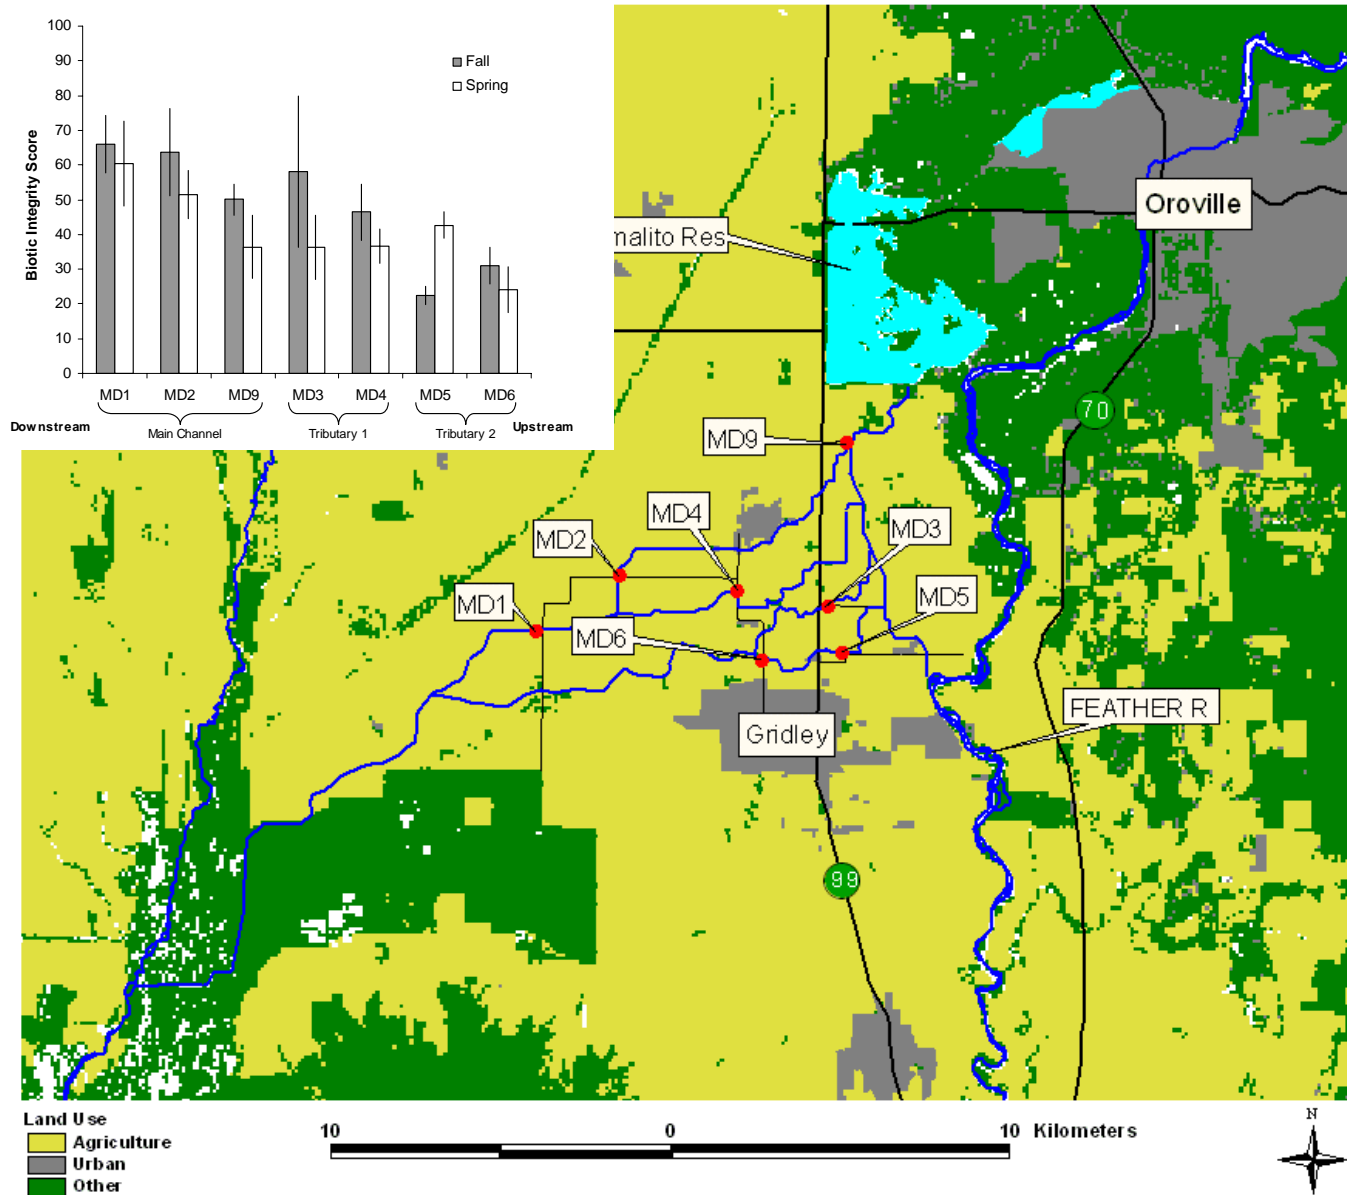 100
90
80
70
60
50
40
30
20
10
0
Biotic Integrity Score
Fall
Spring
MD1 MD2 MD9 MD3 MD4 MD5 MD6
Downstream Main Channel Tributary 1 Tributary 2 Upstream
Oroville
malito Res
70
MD9
MD4
MD3
MD2
MD5
MD1
MD6
FEATHER R
Gridley
99
Land Use
Agriculture
Urban
Other
10 0 10 Kilometers
N